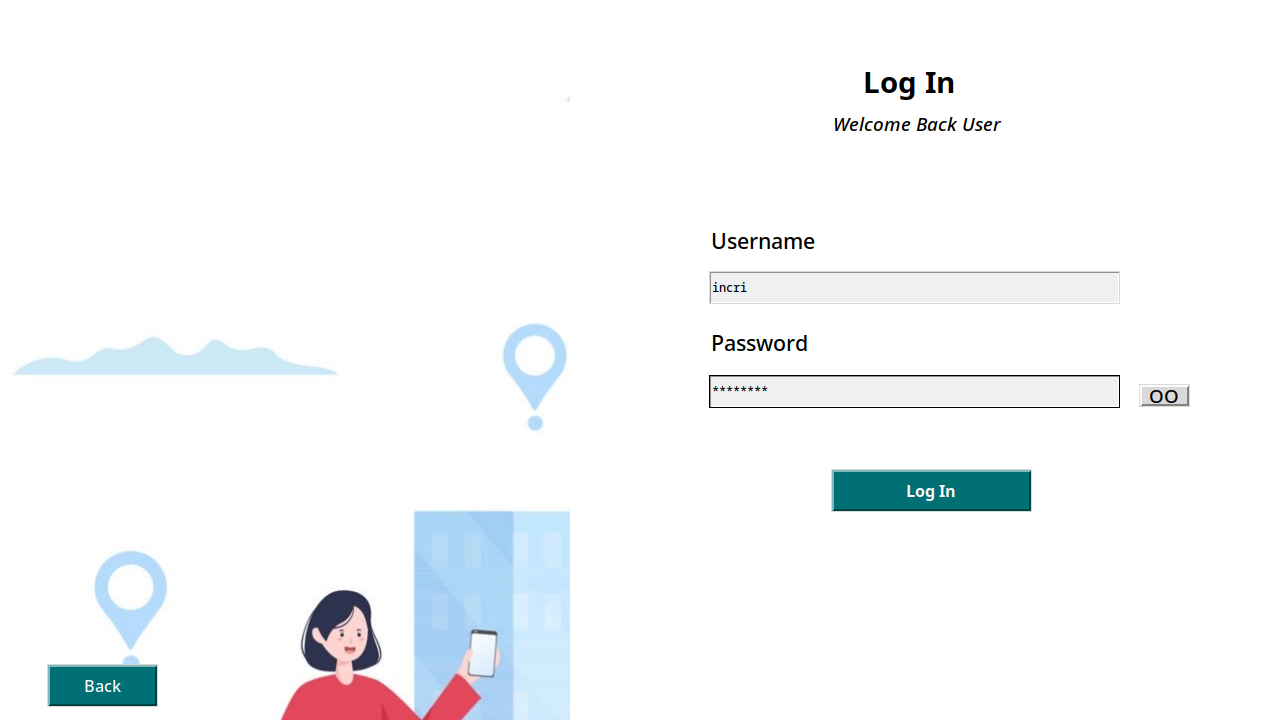 Log In
Welcome Back User
Username
incri
Password
********
OO
Log In
Back